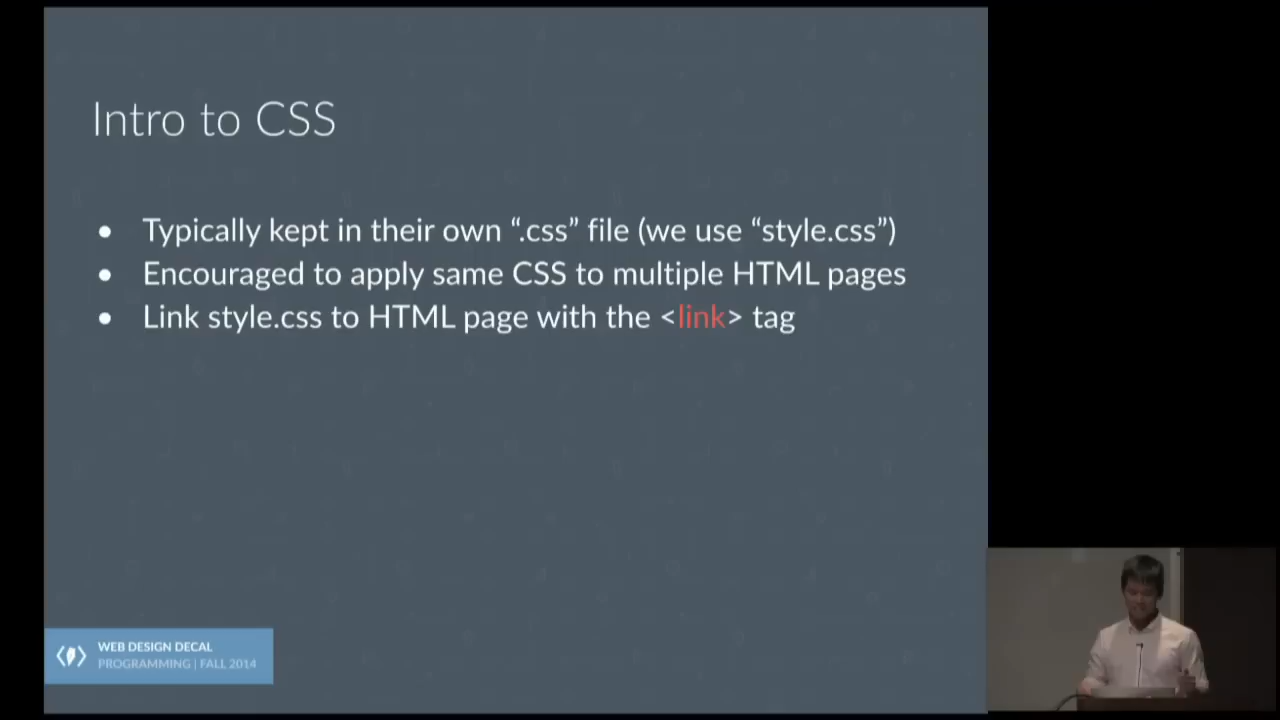 Intro to CSS
Typically kept in their own “.css” file (we use “style.css”)
Encouraged to apply same CSS to multiple HTML pages
Link style.css to HTML page with the <link> tag
WEB DESIGN DECAL
PROGRAMMING | FALL 2014